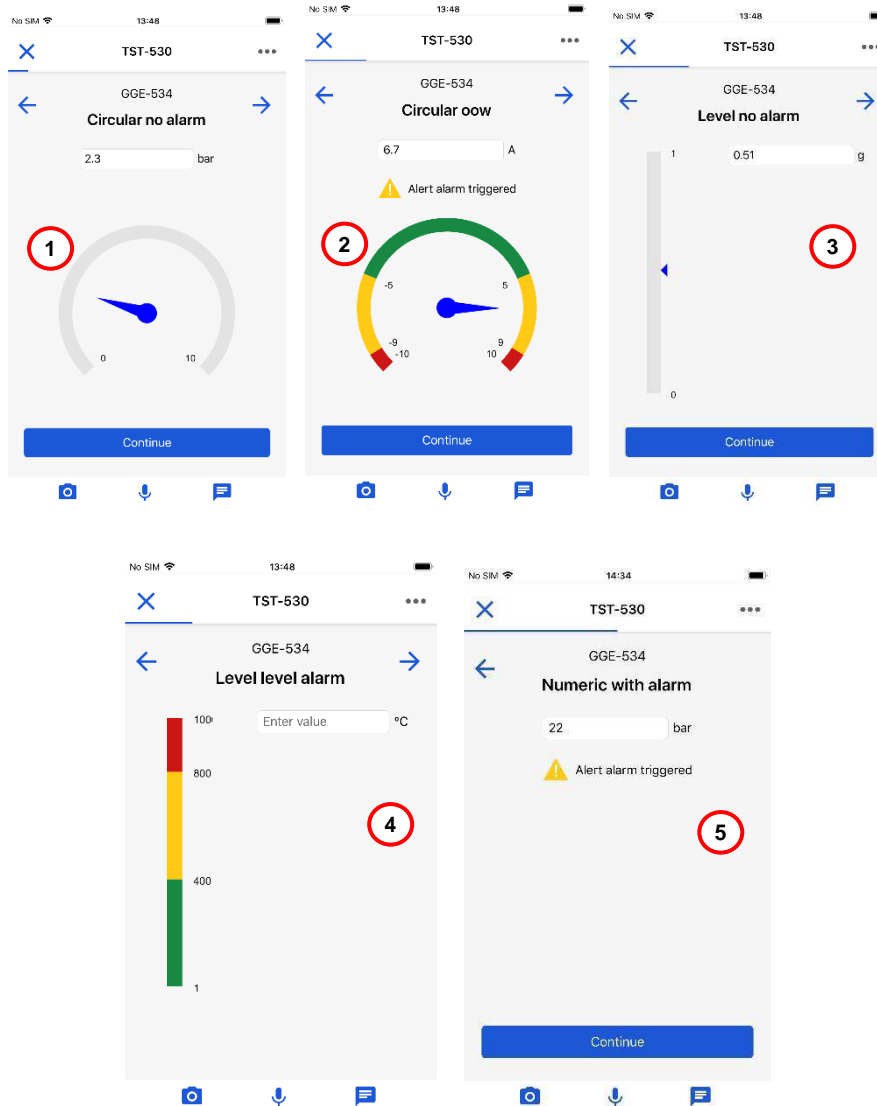 No SIM 13:48
TST-530
GGE-534
Circular no alarm
2.3 bar
1
0 10
Continue
No SIM 13:48
TST-530
GGE-534
Circular oow
6.7 A
Alert alarm triggered
2
-5 5
-9 9
-10 10
Continue
No SIM 13:48
TST-530
GGE-534
Level no alarm
1 0.51 g
3
0
Continue
No SIM 13:48
TST-530
GGE-534
Level level alarm
100 Enter value °C
800
4
400
1
No SIM 14:34
TST-530
GGE-534
Numeric with alarm
22 bar
Alert alarm triggered
5
Continue